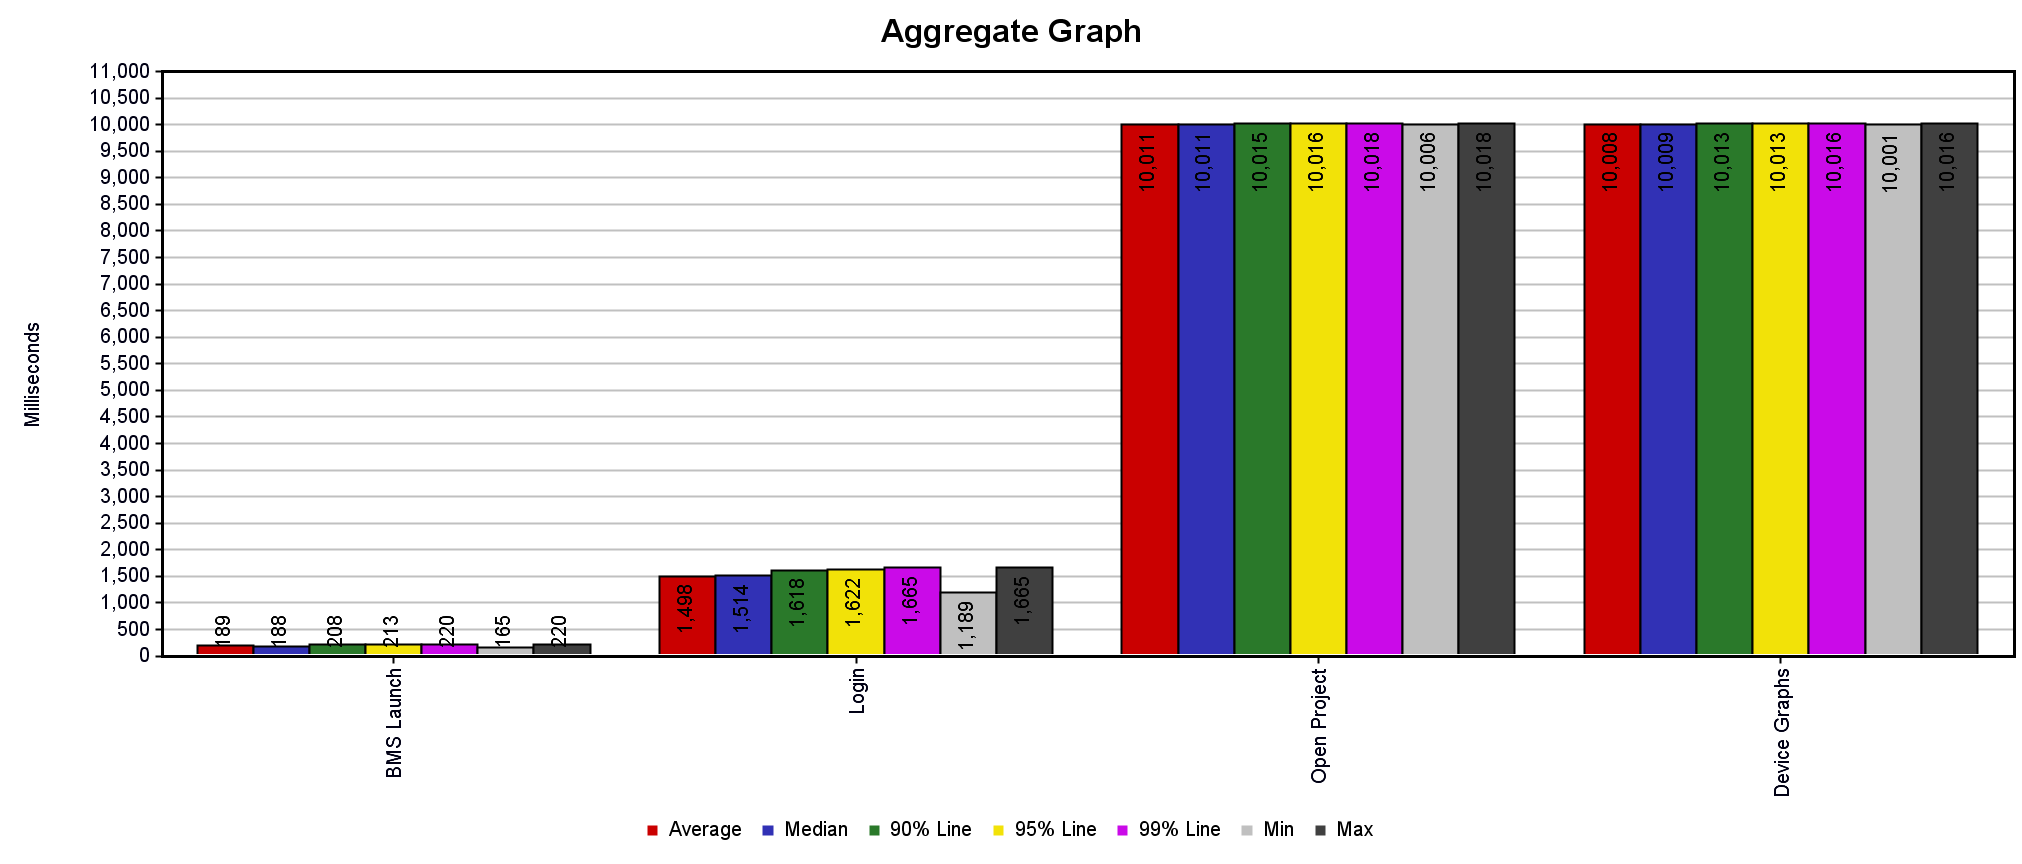 Aggregate Graph
Milliseconds
11,000
10,500
10,000
9,500
9,000
8,500
8,000
7,500
7,000
6,500
6,000
5,500
5,000
4,500
4,000
3,500
3,000
2,500
2,000
1,500
1,000
500
0
189 188 208 213 220 165 220
1,498 1,514 1,618 1,622 1,665 1,189 1,665
10,011 10,011 10,015 10,016 10,018 10,006 10,018
10,008 10,009 10,013 10,013 10,016 10,001 10,016
BMS Launch
Login
Open Project
Device Graphs
Average Median 90% Line 95% Line 99% Line Min Max